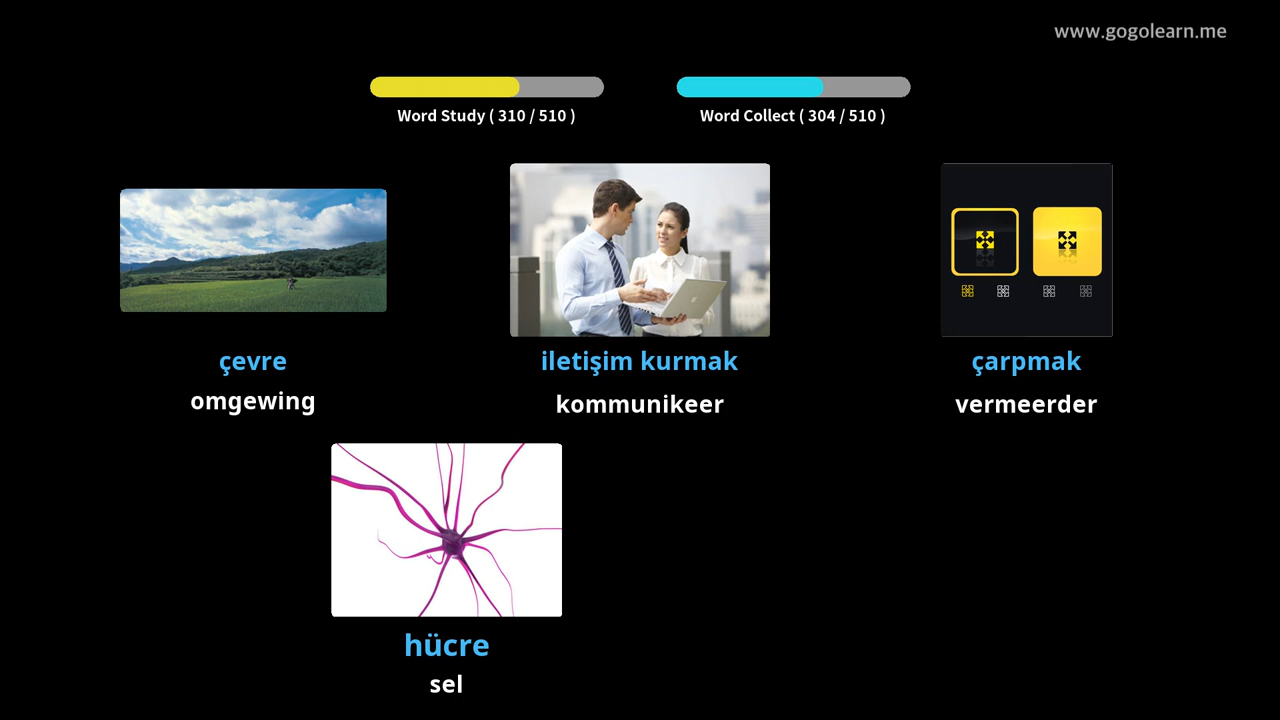 www.gogolearn.me
Word Study ( 310 / 510 )
Word Collect ( 304 / 510 )
çevre
omgewing
iletişim kurmak
kommunikeer
çarpmak
vermeerder
hücre
sel